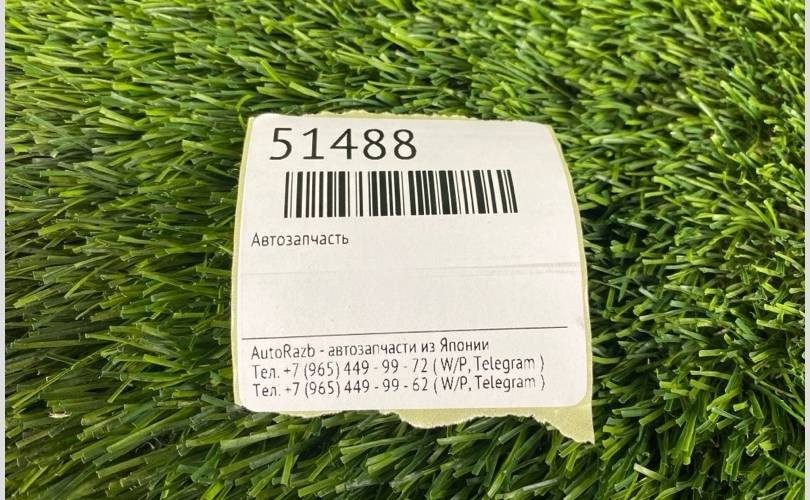 51488
Автозапчасть
AutoRazb - автозапчасти из Японии
Тел. +7 (965) 449 - 99 - 72 ( W/P, Telegram )
Тел. +7 (965) 449 - 99 - 62 ( W/P, Telegram )